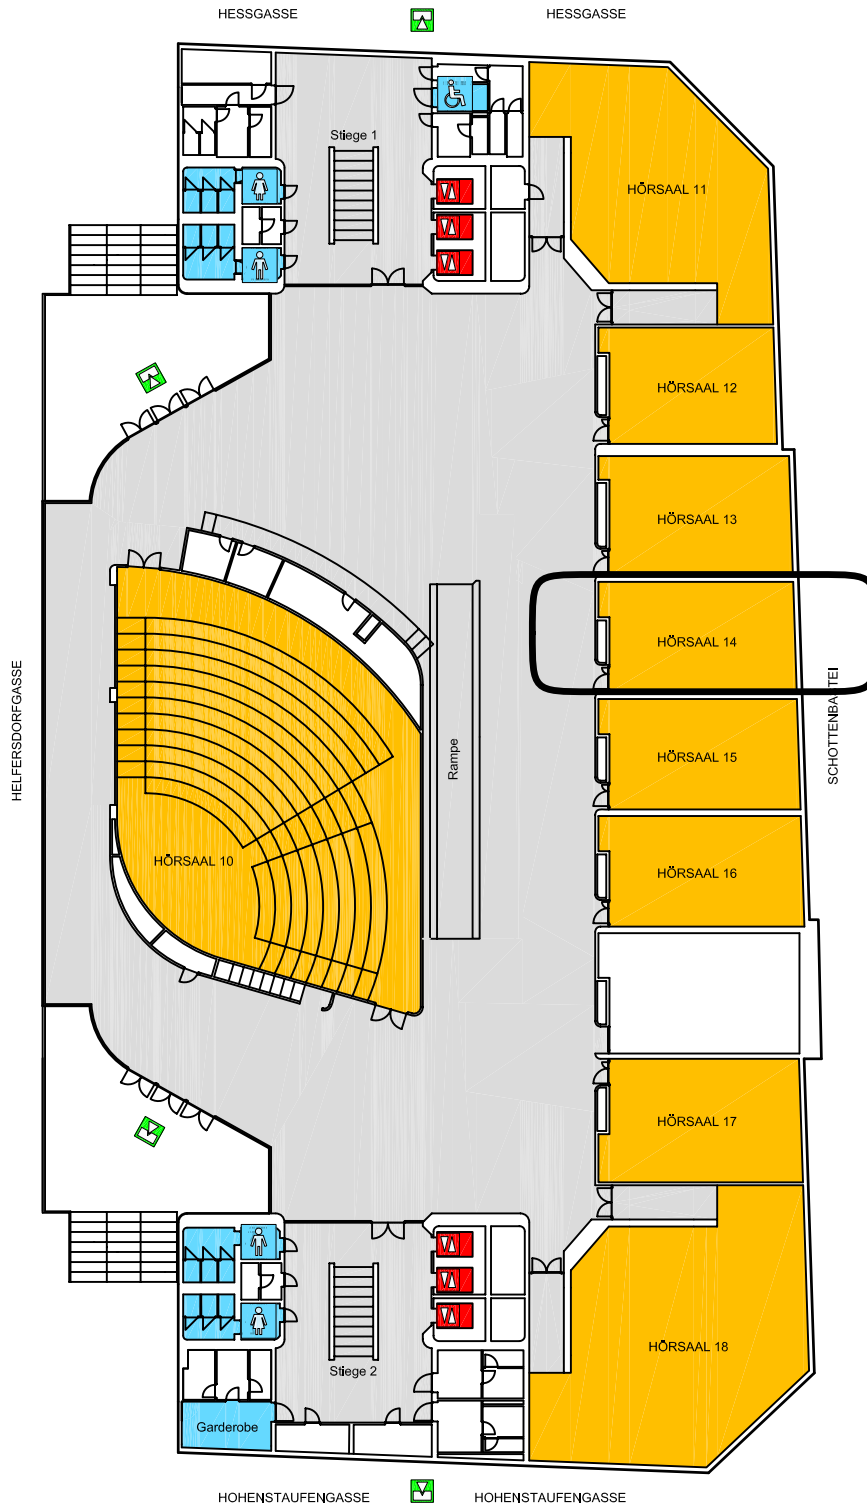 HESSGASSE
HESSGASSE
Stiege 1
HÖRSAAL 11
HÖRSAAL 12
HÖRSAAL 13
HÖRSAAL 14
HELFERSDORFGASSE
SCHOTTENBASTEI
Rampe
HÖRSAAL 15
HÖRSAAL 10
HÖRSAAL 16
HÖRSAAL 17
HÖRSAAL 18
Stiege 2
Garderobe
HOHENSTAUFENGASSE
HOHENSTAUFENGASSE